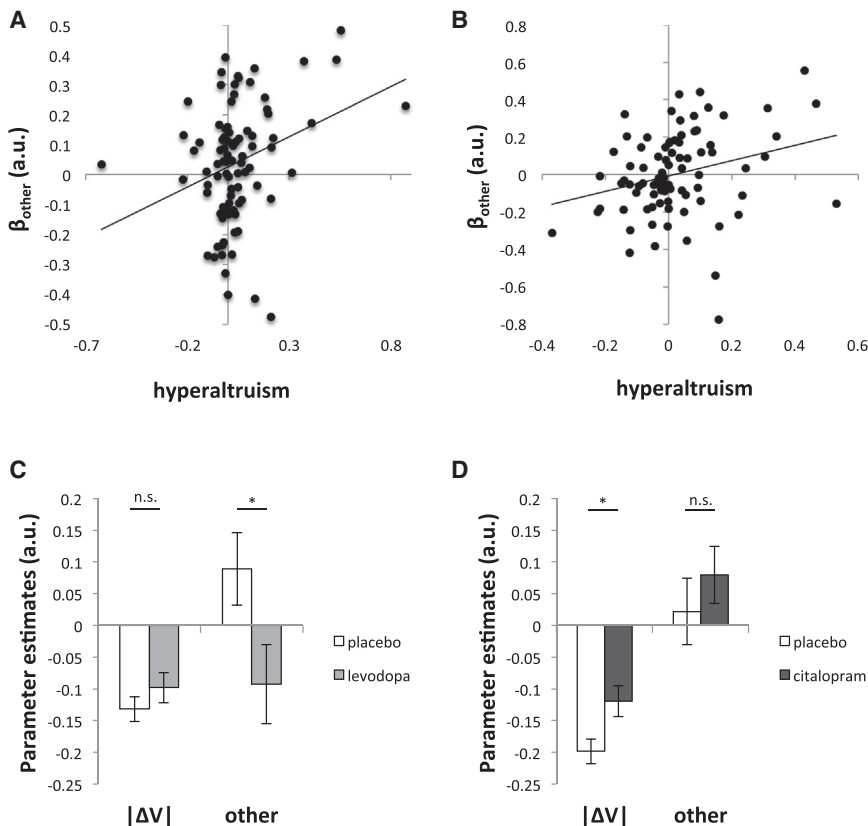 A
0.5
0.4
0.3
0.2
0.1
0
-0.1
-0.2
-0.3
-0.4
-0.5
β other (a.u.)
-0.7 -0.2 0.3 0.8
hyperaltruism
B
0.8
0.6
0.4
0.2
0
-0.2
-0.4
-0.6
-0.8
β other (a.u.)
-0.4 -0.2 0 0.2 0.4 0.6
hyperaltruism
C
Parameter estimates (a.u.)
0.2
0.15
0.1
0.05
0
-0.05
-0.1
-0.15
-0.2
-0.25
n.s. *
placebo
levodopa
|ΔV| other
D
Parameter estimates (a.u.)
0.2
0.15
0.1
0.05
0
-0.05
-0.1
-0.15
-0.2
-0.25
* n.s.
placebo
citalopram
|ΔV| other